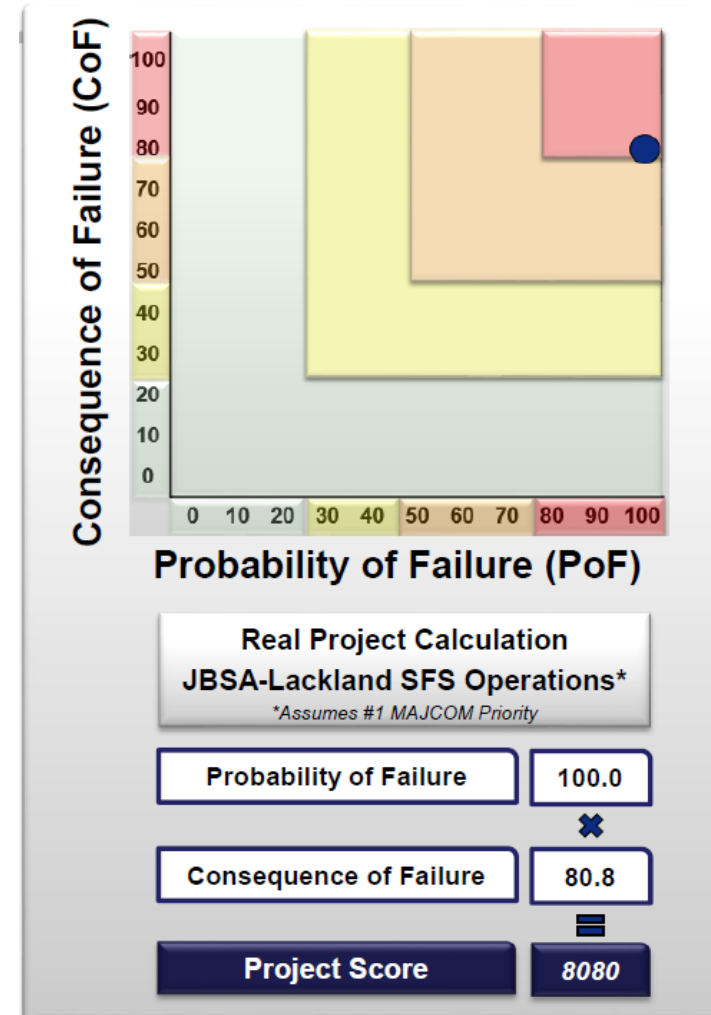 Consequence of Failure (CoF)
100
90
80
70
60
50
40
30
20
10
0
0 10 20 30 40 50 60 70 80 90 100
Probability of Failure (PoF)
Real Project Calculation
JBSA-Lackland SFS Operations*
*Assumes #1 MAJCOM Priority
Probability of Failure 100.0
Consequence of Failure 80.8
Project Score 8080